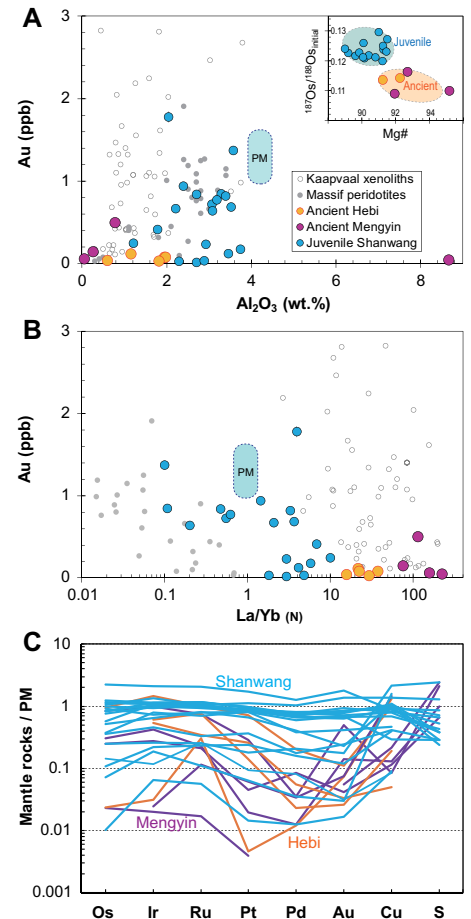 A
Au (ppb)
3
2
1
0
0
2
4
6
8
Al₂O₃ (wt.%)
PM
¹⁸⁷Os/¹⁸⁸Os initial
0.13
0.12
0.11
90
92
94
Mg#
Juvenile
Ancient
Kaapvaal xenoliths
Massif peridotites
Ancient Hebi
Ancient Mengyin
Juvenile Shanwang
B
Au (ppb)
3
2
1
0
0.01
0.1
1
10
100
La/Yb (N)
PM
C
Mantle rocks / PM
10
1
0.1
0.01
0.001
Shanwang
Mengyin
Hebi
Os Ir Ru Pt Pd Au Cu S